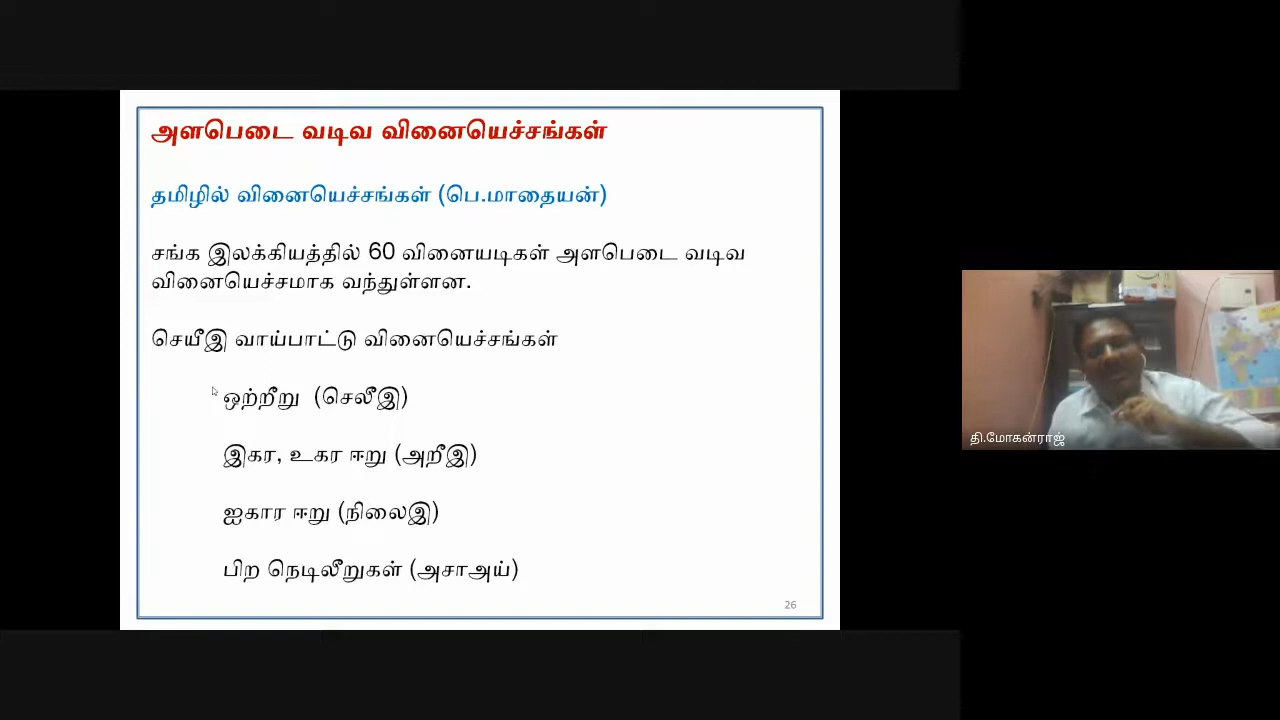 அளபெடை வடிவ வினையெச்சங்கள்
தமிழில் வினையெச்சங்கள் (பெ.மாதையன்)
சங்க இலக்கியத்தில் 60 வினையடிகள் அளபெடை வடிவ
வினையெச்சமாக வந்துள்ளன.
செயீஇ வாய்பாட்டு வினையெச்சங்கள்
ஒற்றீறு (செலீஇ)
இகர, உகர ஈறு (அறீஇ)
ஐகார ஈறு (நிலைஇ)
பிற நெடிலீறுகள் (அசாஅய்)
26
தி.மோகன்ராஜ்